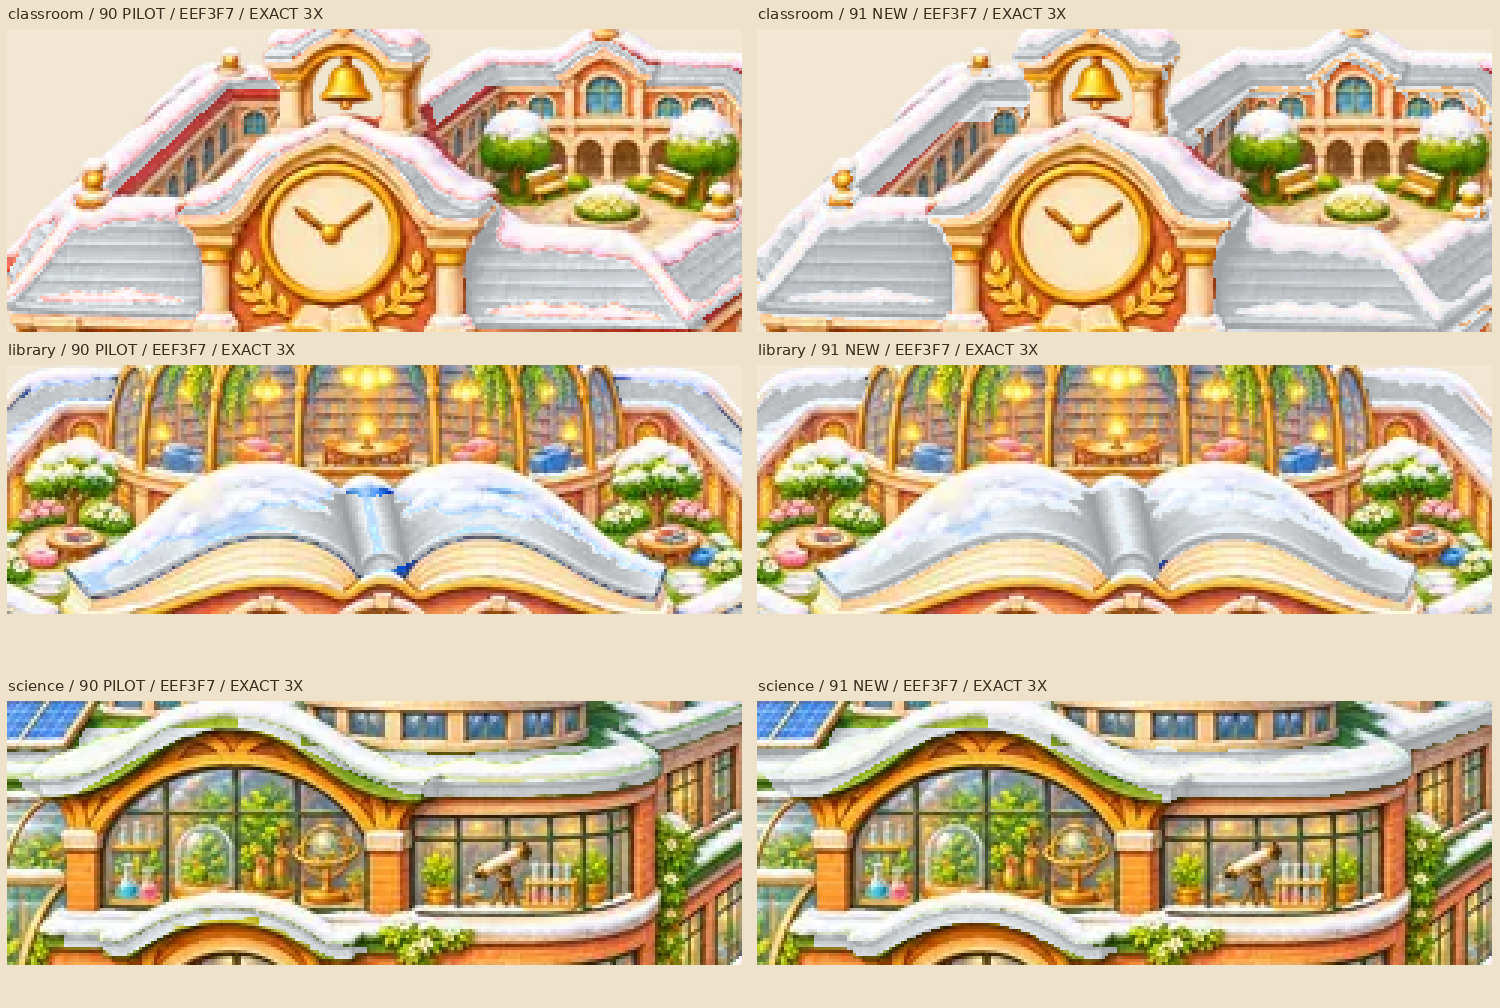 classroom / 90 PILOT / EEF3F7 / EXACT 3X
classroom / 91 NEW / EEF3F7 / EXACT 3X
library / 90 PILOT / EEF3F7 / EXACT 3X
library / 91 NEW / EEF3F7 / EXACT 3X
science / 90 PILOT / EEF3F7 / EXACT 3X
science / 91 NEW / EEF3F7 / EXACT 3X